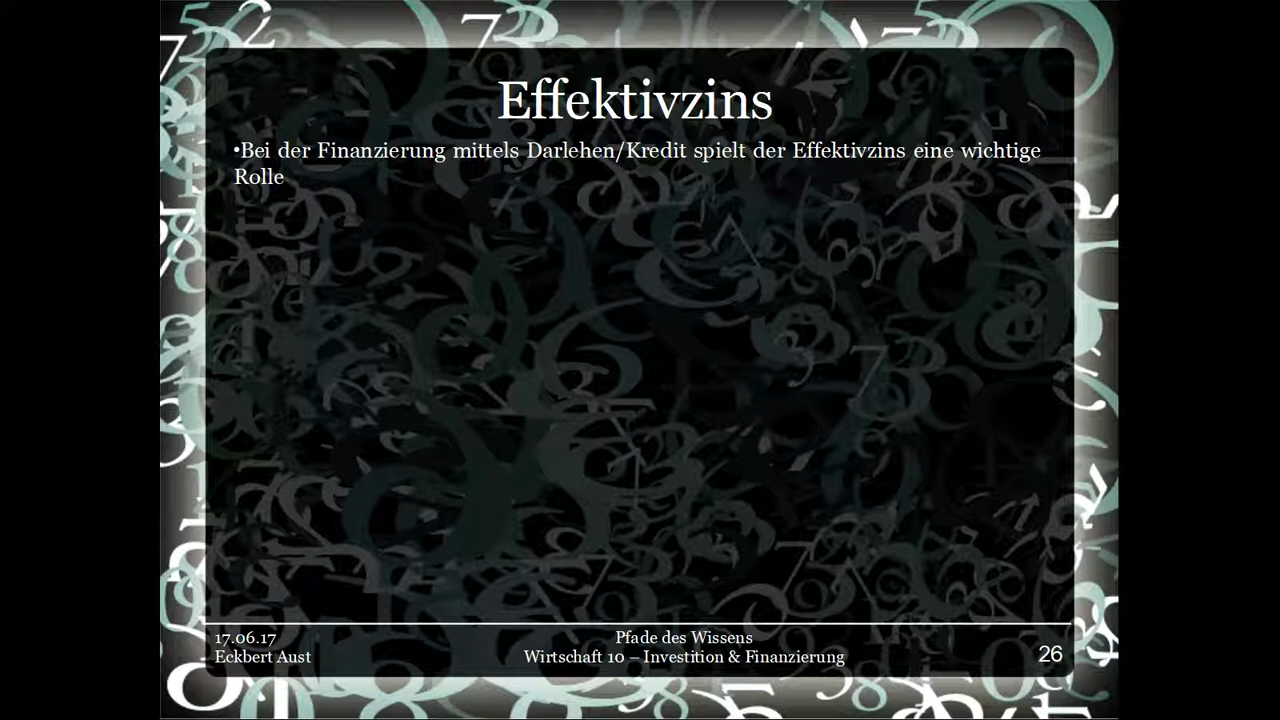 Effektivzins
•Bei der Finanzierung mittels Darlehen/Kredit spielt der Effektivzins eine wichtige
Rolle
17.06.17
Eckbert Aust
Pfade des Wissens
Wirtschaft 10 – Investition & Finanzierung
26